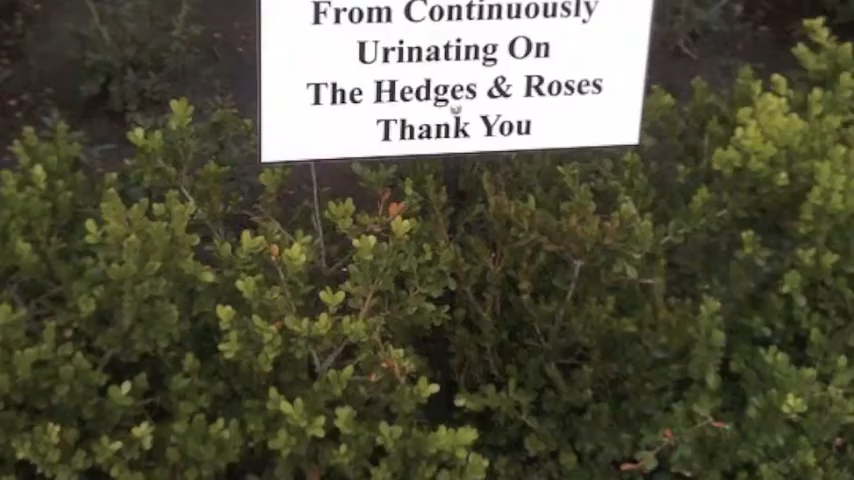 From Continuously
Urinating On
The Hedges & Roses
Thank You